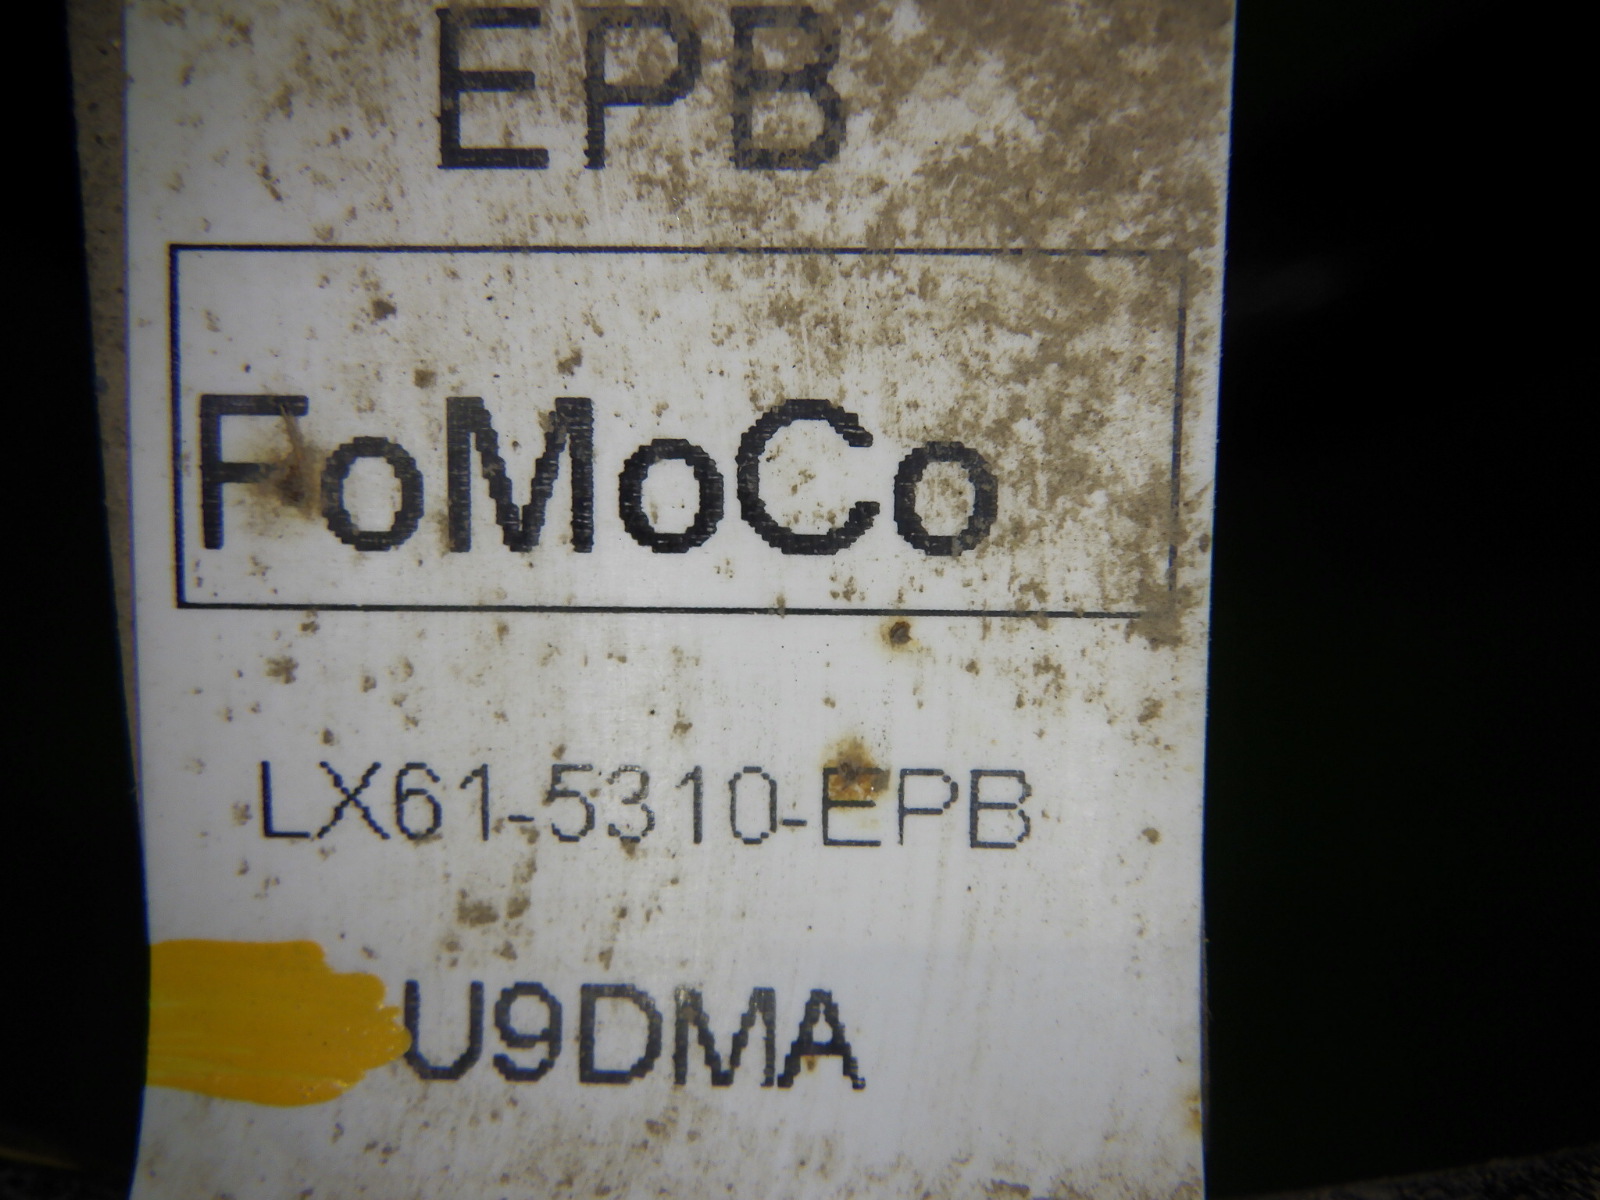 EPB
FoMoCo
LX61-5310-EPB
U9DMA